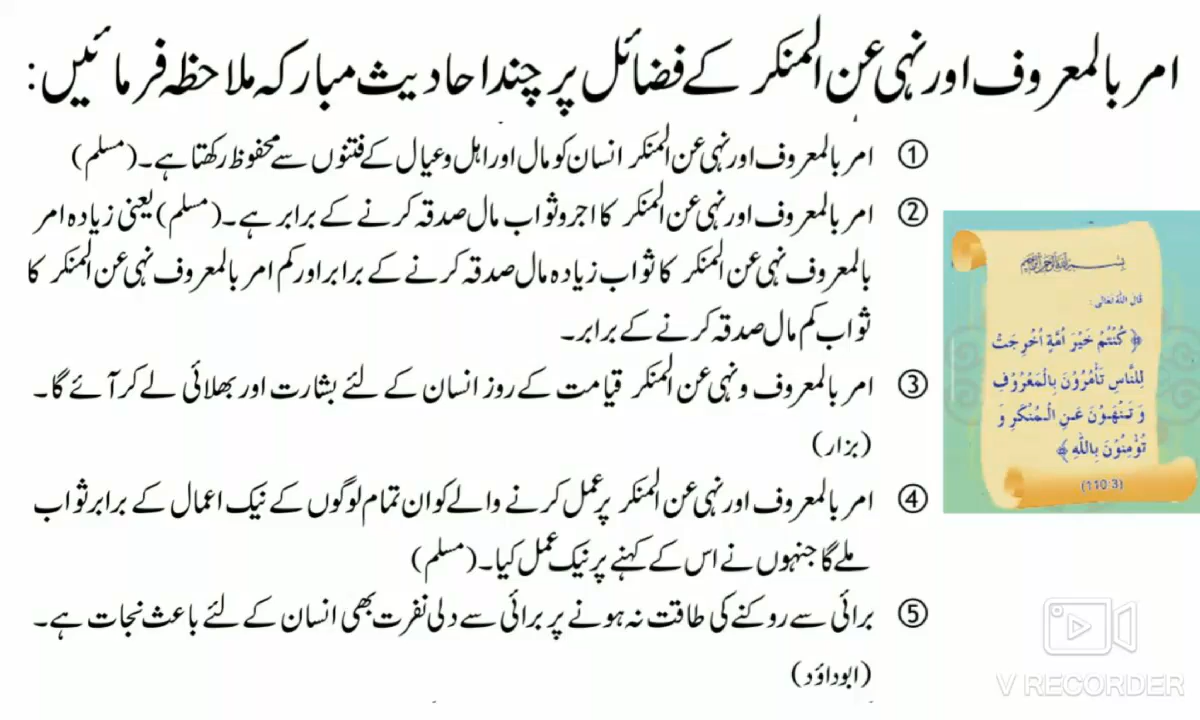 امر بالمعروف اور نہی عن المنکر کے فضائل پر چند احادیث مبارکہ ملاحظہ فرمائیں:
① امر بالمعروف اور نہی عن المنکر انسان کو مال اور اہل وعیال کے فتنوں سے محفوظ رکھتا ہے۔ (مسلم)
② امر بالمعروف اور نہی عن المنکر کا اجر وثواب مال صدقہ کرنے کے برابر ہے۔ (مسلم) یعنی زیادہ امر
بالمعروف نہی عن المنکر کا ثواب زیادہ مال صدقہ کرنے کے برابر اور کم امر بالمعروف نہی عن المنکر کا
ثواب کم مال صدقہ کرنے کے برابر۔
③ امر بالمعروف ونہی عن المنکر قیامت کے روز انسان کے لئے بشارت اور بھلائی لے کر آئے گا۔
(بزار)
④ امر بالمعروف اور نہی عن المنکر پر عمل کرنے والے کو ان تمام لوگوں کے نیک اعمال کے برابر ثواب
ملے گا جنہوں نے اس کے کہنے پر نیک عمل کیا۔ (مسلم)
⑤ برائی سے روکنے کی طاقت نہ ہونے پر برائی سے دلی نفرت بھی انسان کے لئے باعث نجات ہے۔
(ابوداؤد)
بسم الله الرحمن الرحيم
قال الله تعالى:
﴿كُنْتُمْ خَيْرَ أُمَّةٍ أُخْرِجَتْ
لِلنَّاسِ تَأْمُرُوْنَ بِالْمَعْرُوْفِ
وَ تَنْهَوْنَ عَنِ الْمُنْكَرِ وَ
تُؤْمِنُوْنَ بِاللّٰهِ﴾
(110:3)
V RECORDER